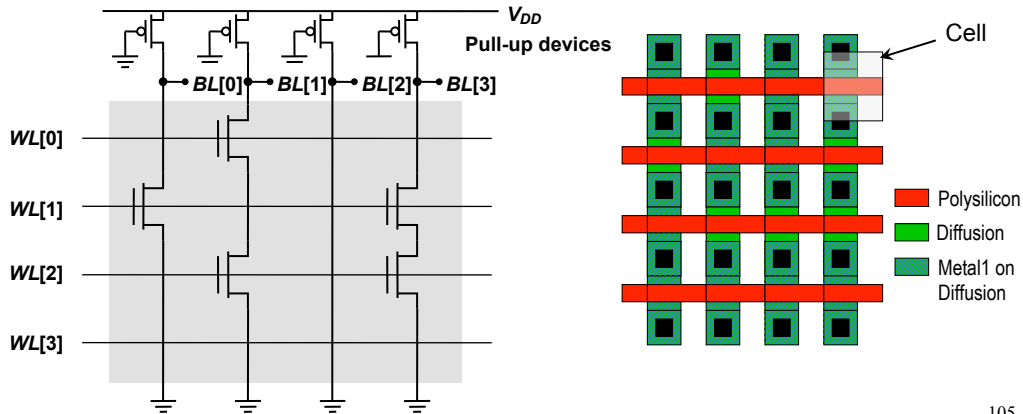 V_DD
Pull-up devices
Cell
BL[0] BL[1] BL[2] BL[3]
WL[0]
WL[1]
WL[2]
WL[3]
Polysilicon
Diffusion
Metal1 on
Diffusion
105